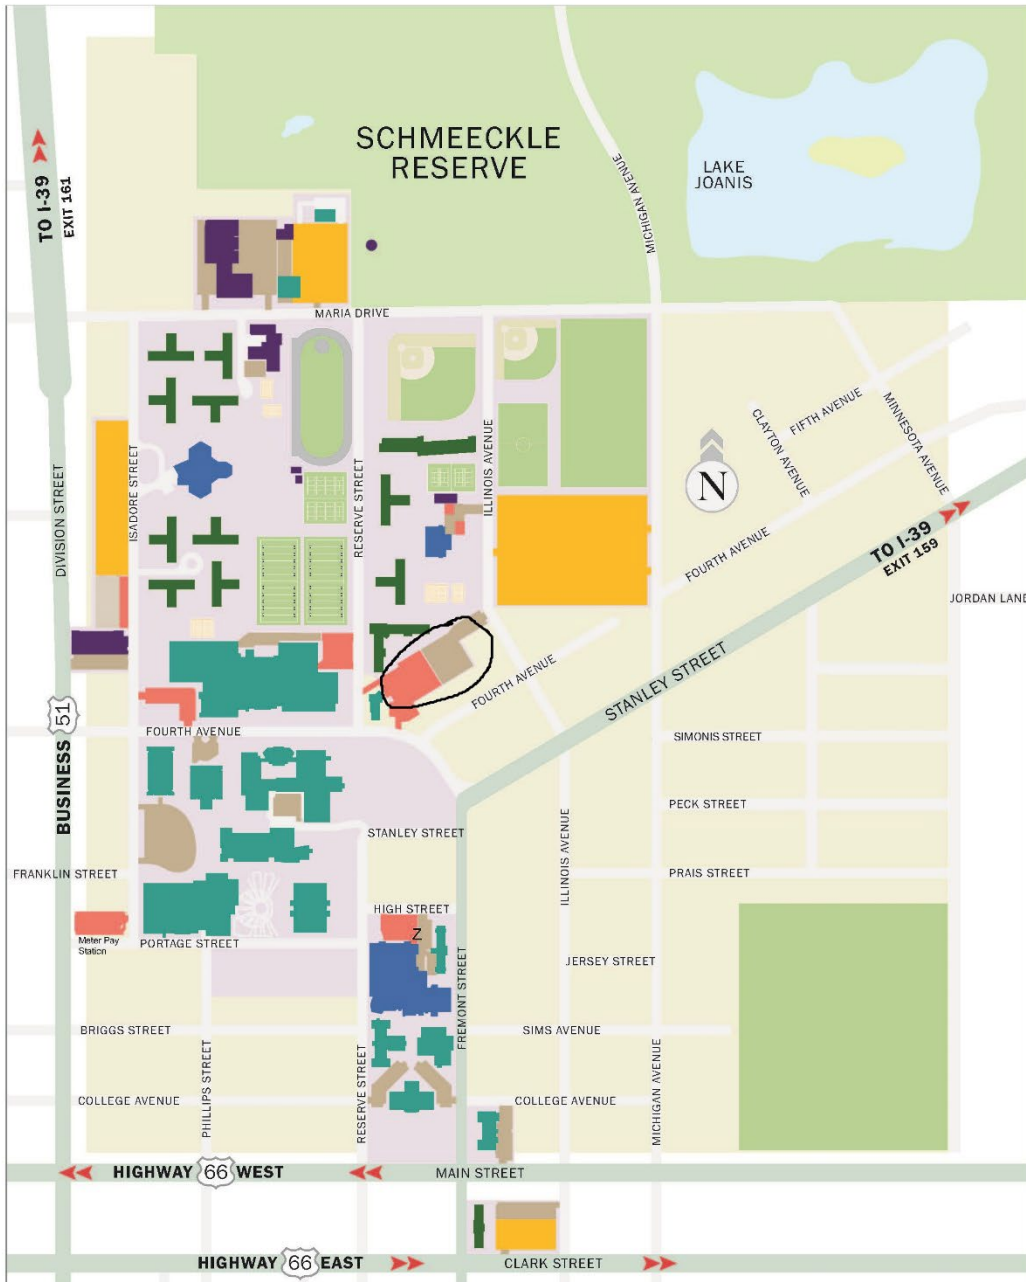 SCHMEECKLE
RESERVE
LAKE
JOANIS
MICHIGAN AVENUE
TO I-39
EXIT 161
MARIA DRIVE
DIVISION STREET
ISADORE STREET
RESERVE STREET
ILLINOIS AVENUE
N
CLAYTON AVENUE
FIFTH AVENUE
MINNESOTA AVENUE
FOURTH AVENUE
TO I-39
EXIT 159
JORDAN LANE
STANLEY STREET
FOURTH AVENUE
BUSINESS 51
FOURTH AVENUE
SIMONIS STREET
PECK STREET
STANLEY STREET
ILLINOIS AVENUE
FRANKLIN STREET
PRAIS STREET
HIGH STREET
Z
Meter Pay
Station
PORTAGE STREET
JERSEY STREET
FREMONT STREET
BRIGGS STREET
SIMS AVENUE
PHILLIPS STREET
RESERVE STREET
MICHIGAN AVENUE
COLLEGE AVENUE
COLLEGE AVENUE
HIGHWAY 66 WEST
MAIN STREET
HIGHWAY 66 EAST
CLARK STREET